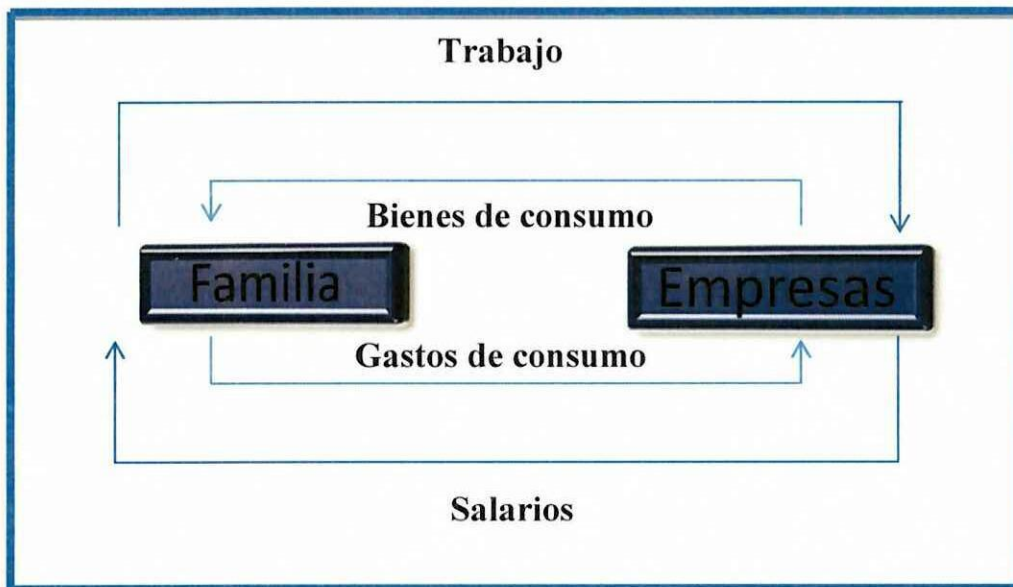 Trabajo
Bienes de consumo
Familia
Empresas
Gastos de consumo
Salarios